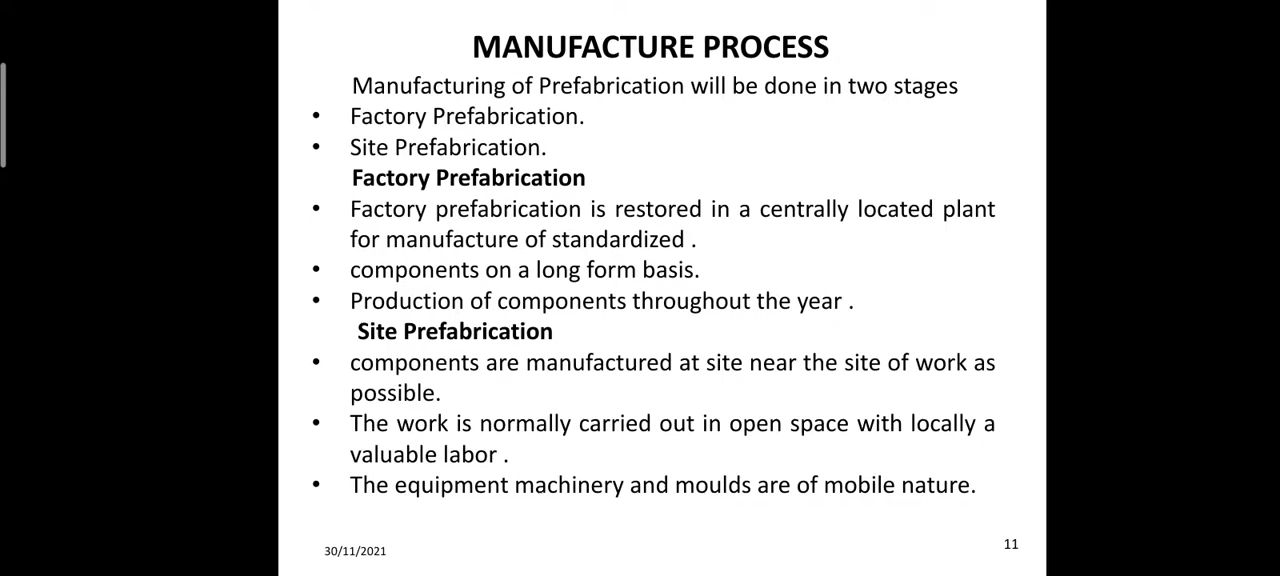 MANUFACTURE PROCESS
Manufacturing of Prefabrication will be done in two stages
• Factory Prefabrication.
• Site Prefabrication.
Factory Prefabrication
• Factory prefabrication is restored in a centrally located plant
for manufacture of standardized .
• components on a long form basis.
• Production of components throughout the year .
Site Prefabrication
• components are manufactured at site near the site of work as
possible.
• The work is normally carried out in open space with locally a
valuable labor .
• The equipment machinery and moulds are of mobile nature.
30/11/2021
11